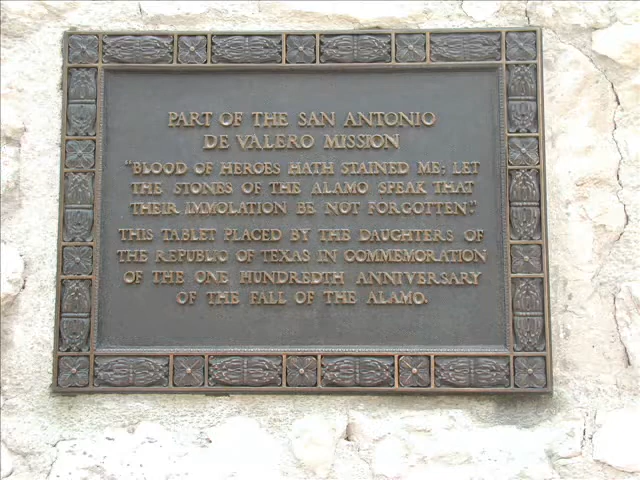 PART OF THE SAN ANTONIO
DE VALERO MISSION
"BLOOD OF HEROES HATH STAINED ME; LET
THE STONES OF THE ALAMO SPEAK THAT
THEIR IMMOLATION BE NOT FORGOTTEN."
THIS TABLET PLACED BY THE DAUGHTERS OF
THE REPUBLIC OF TEXAS IN COMMEMORATION
OF THE ONE HUNDREDTH ANNIVERSARY
OF THE FALL OF THE ALAMO.